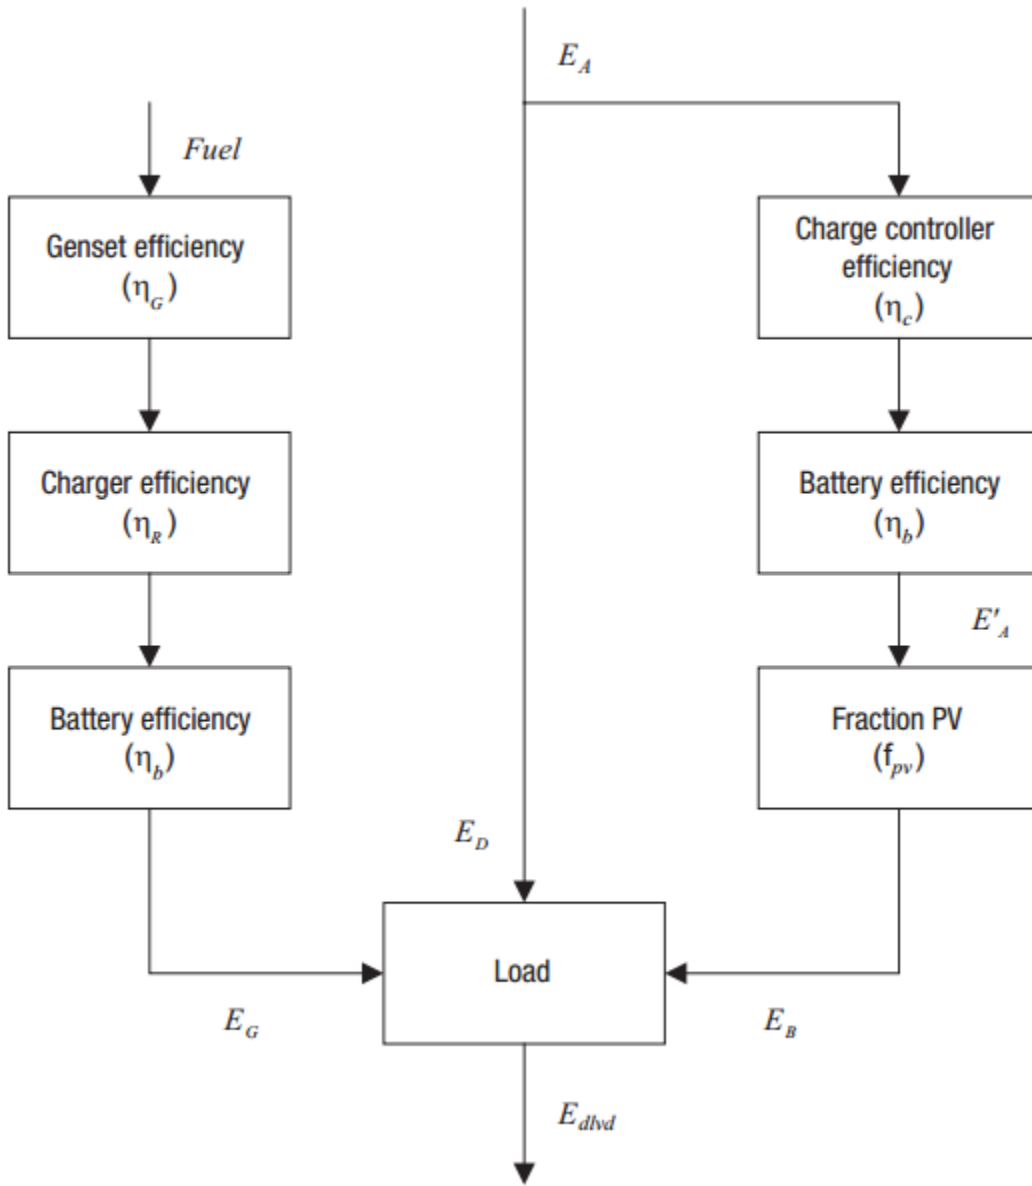 E_A
Fuel
Genset efficiency
(η_G)
Charge controller
efficiency
(η_c)
Charger efficiency
(η_R)
Battery efficiency
(η_b)
E'_A
Battery efficiency
(η_b)
Fraction PV
(f_pv)
E_D
Load
E_G
E_B
E_dlvd